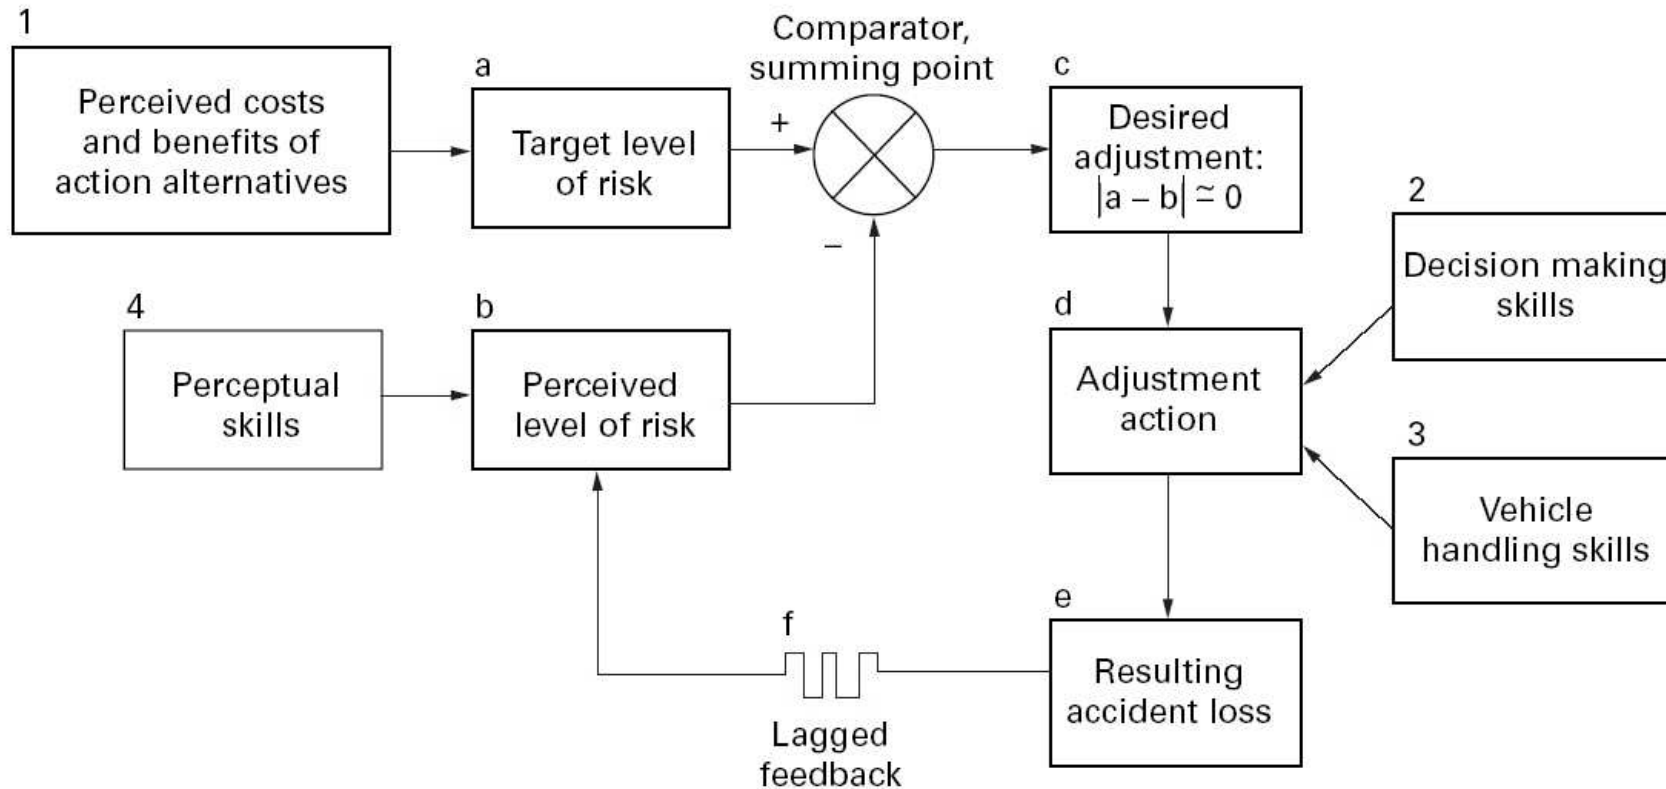 1
Perceived costs
and benefits of
action alternatives
a
Target level
of risk
Comparator,
summing point
+
–
c
Desired
adjustment:
|a – b| ≃ 0
2
Decision making
skills
4
Perceptual
skills
b
Perceived
level of risk
d
Adjustment
action
3
Vehicle
handling skills
e
Resulting
accident loss
f
Lagged
feedback